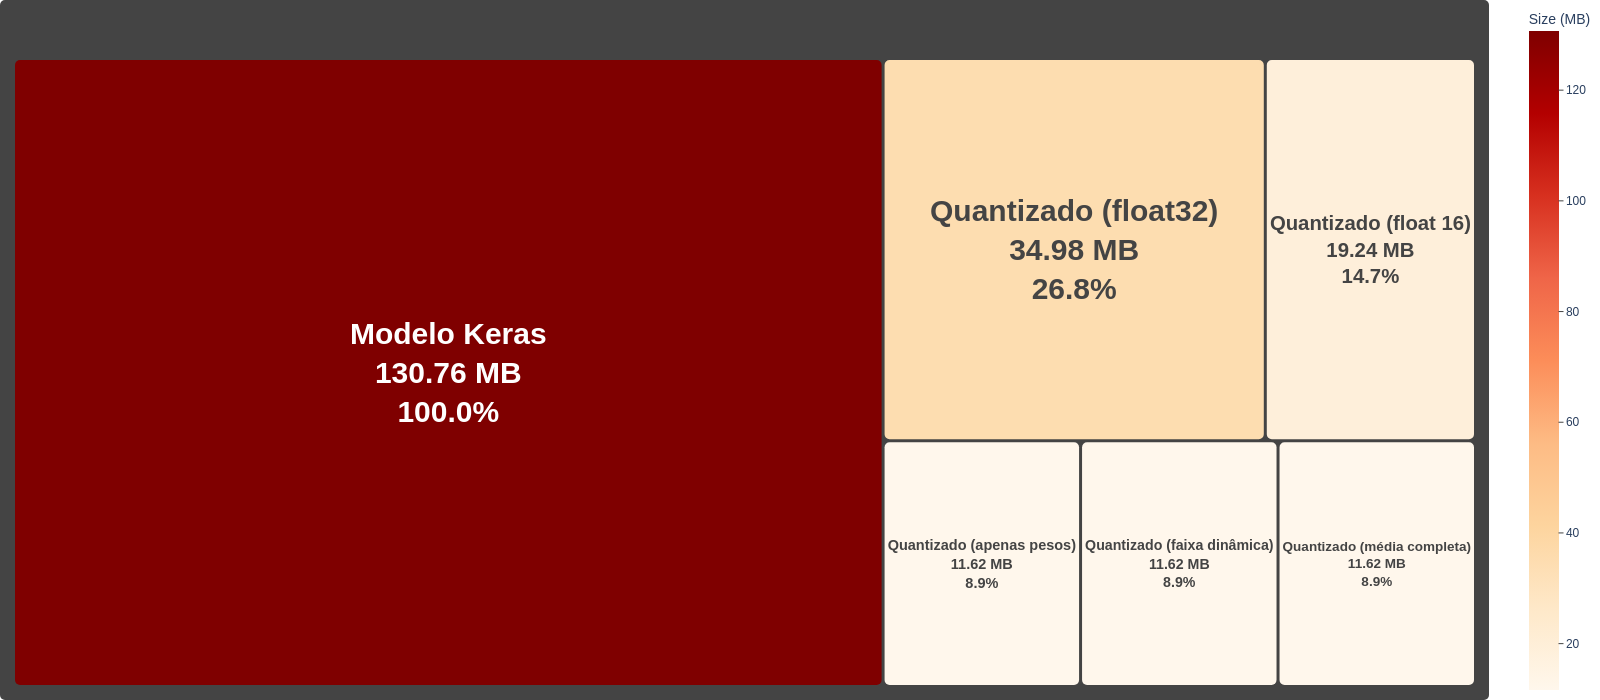 Modelo Keras
130.76 MB
100.0%
Quantizado (float32)
34.98 MB
26.8%
Quantizado (float 16)
19.24 MB
14.7%
Quantizado (apenas pesos)
11.62 MB
8.9%
Quantizado (faixa dinâmica)
11.62 MB
8.9%
Quantizado (média completa)
11.62 MB
8.9%
Size (MB)
120
100
80
60
40
20